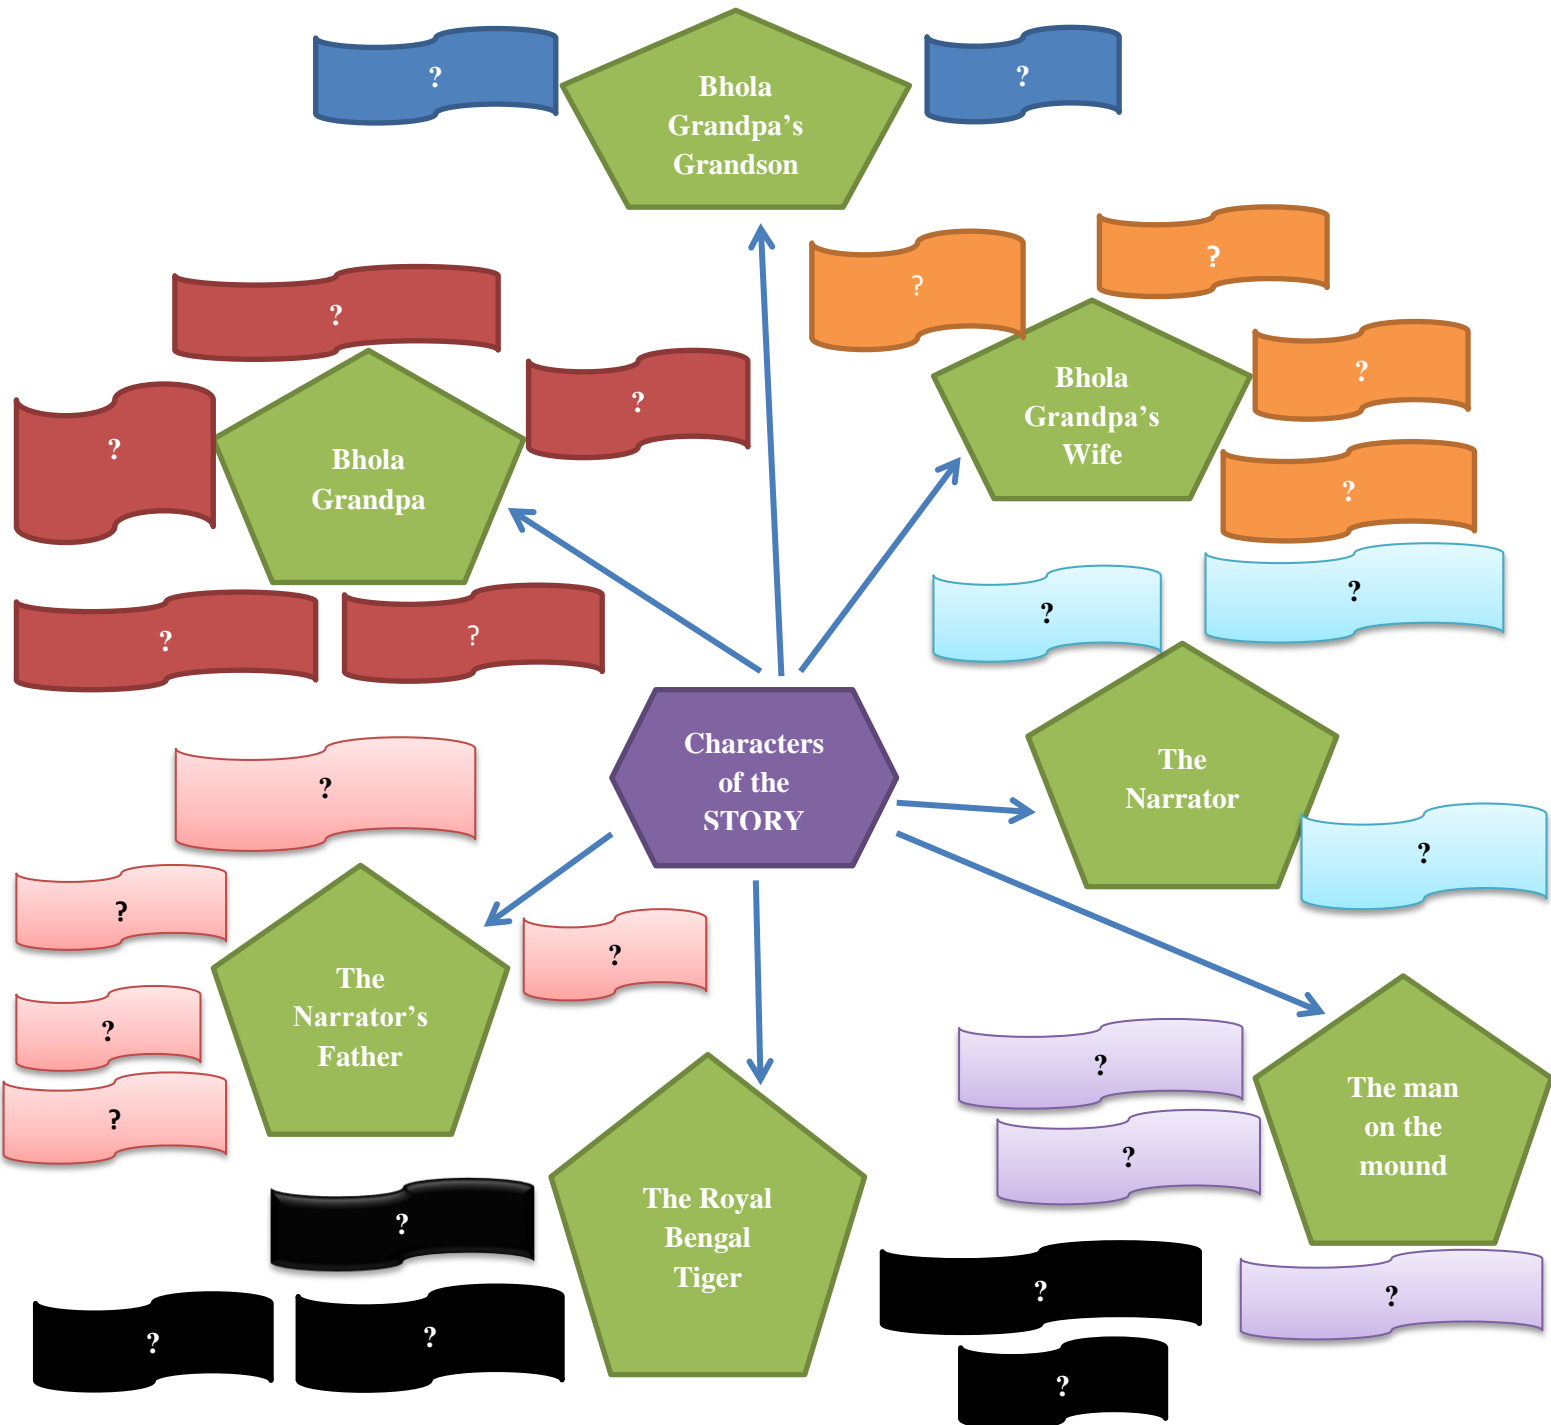 ?
Bhola
Grandpa's
Grandson
?
?
?
?
?
?
?
?
Bhola
Grandpa
?
?
Bhola
Grandpa's
Wife
?
?
?
?
Characters
of the
STORY
The
Narrator
?
?
?
?
?
?
The
Narrator's
Father
?
?
The man
on the
mound
?
?
?
?
The Royal
Bengal
Tiger
?
?